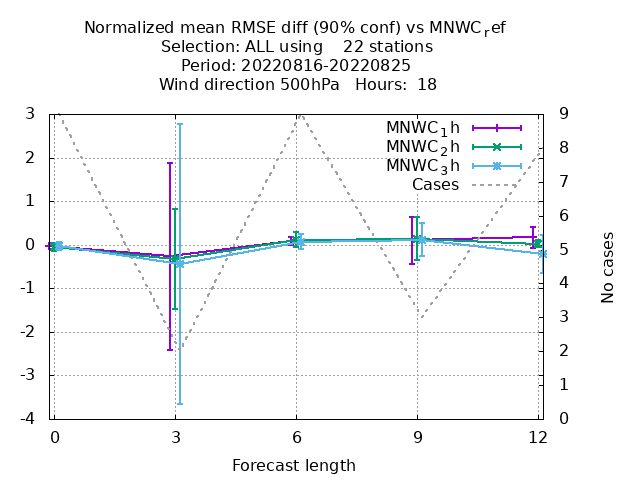 Normalized mean RMSE diff (90% conf) vs MNWC_ref
Selection: ALL using    22 stations
Period: 20220816-20220825
Wind direction 500hPa   Hours:  18
MNWC_1h
MNWC_2h
MNWC_3h
Cases
3
2
1
0
-1
-2
-3
-4
9
8
7
6
5
4
3
2
1
0
No cases
0 3 6 9 12
Forecast length